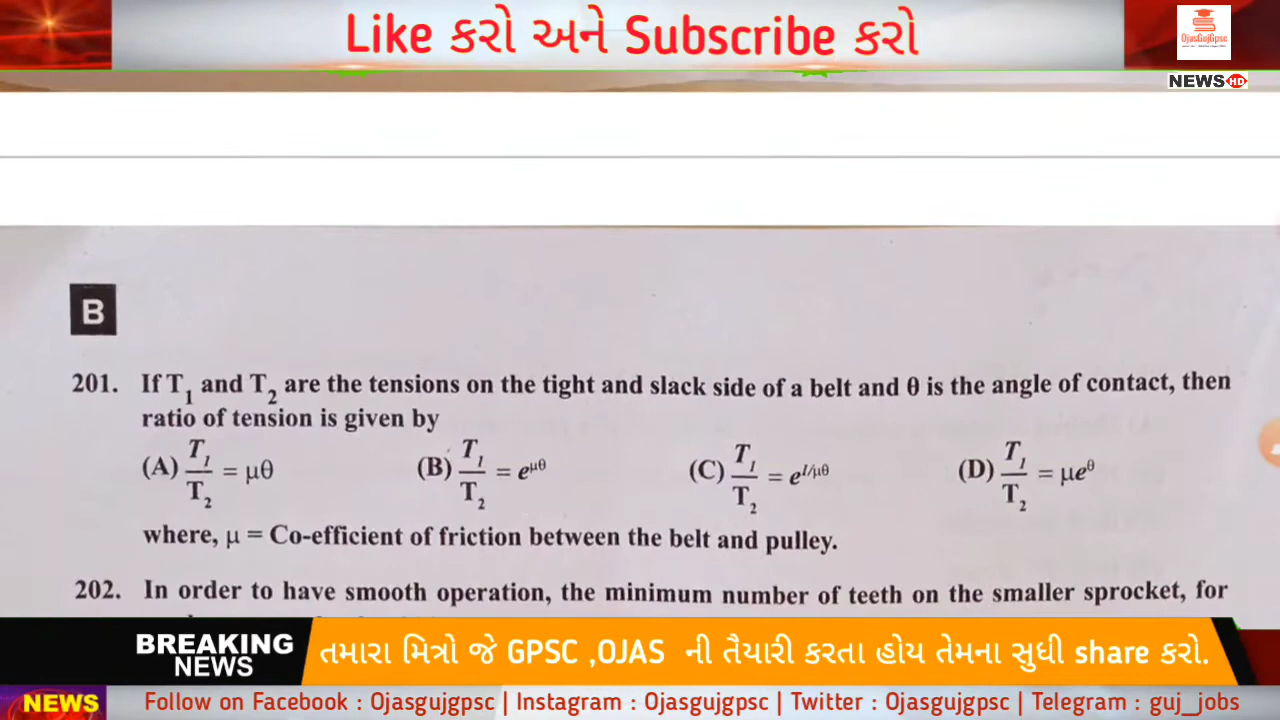 Like કરો અને Subscribe કરો
OjasGujGpsc
NEWS HD
B
201. If T1 and T2 are the tensions on the tight and slack side of a belt and θ is the angle of contact, then
ratio of tension is given by
(A) T1/T2 = μθ (B) T1/T2 = e^μθ (C) T1/T2 = e^1/μθ (D) T1/T2 = μe^θ
where, μ = Co-efficient of friction between the belt and pulley.
202. In order to have smooth operation, the minimum number of teeth on the smaller sprocket, for
BREAKING
NEWS
તમારા મિત્રો જે GPSC ,OJAS ની તૈયારી કરતા હોય તેમના સુધી share કરો.
NEWS
Follow on Facebook : Ojasgujgpsc | Instagram : Ojasgujgpsc | Twitter : Ojasgujgpsc | Telegram : guj_jobs